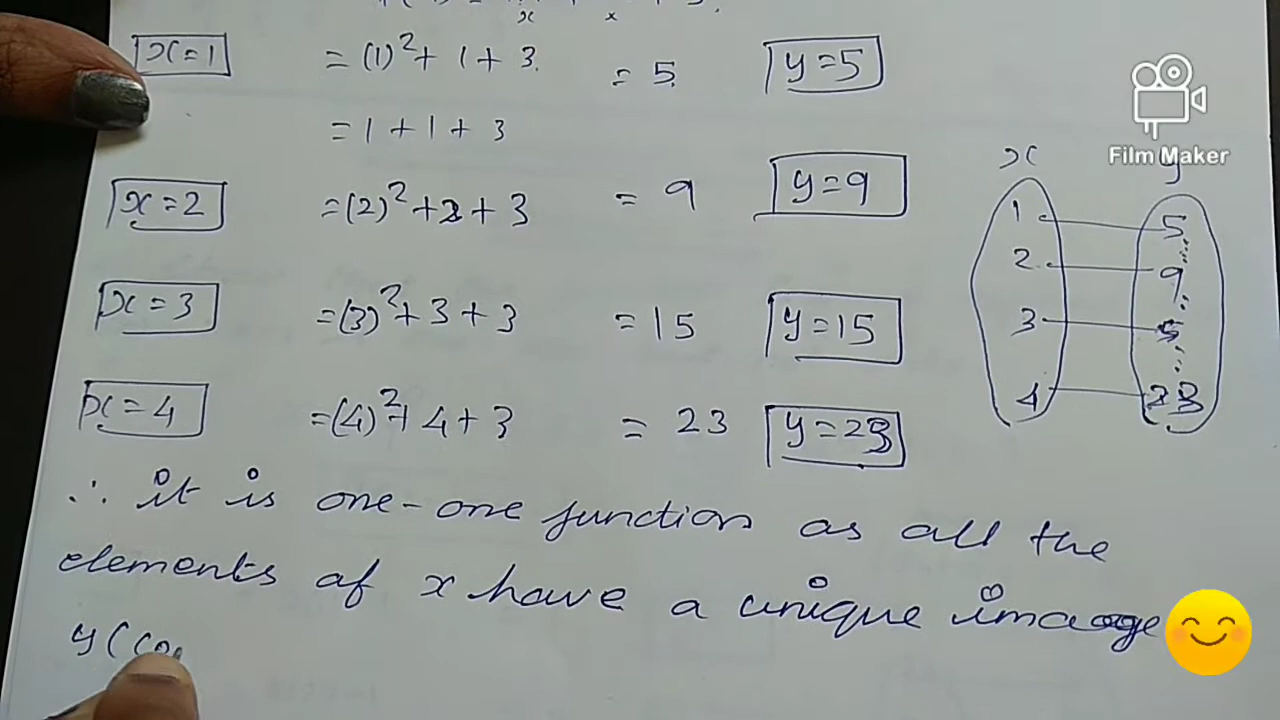 x=1 = (1)²+ 1+ 3. = 5. y=5
= 1 + 1 + 3
Film Maker
x y
x=2 = (2)² +2+ 3 = 9 y=9
1 5
2 9
x=3 = (3)²+ 3 + 3 = 15 y=15
3
4 23
x=4 = (4)²+ 4+ 3 = 23 y=23
∴ it is one-one function as all the
elements of x have a unique image
y (co